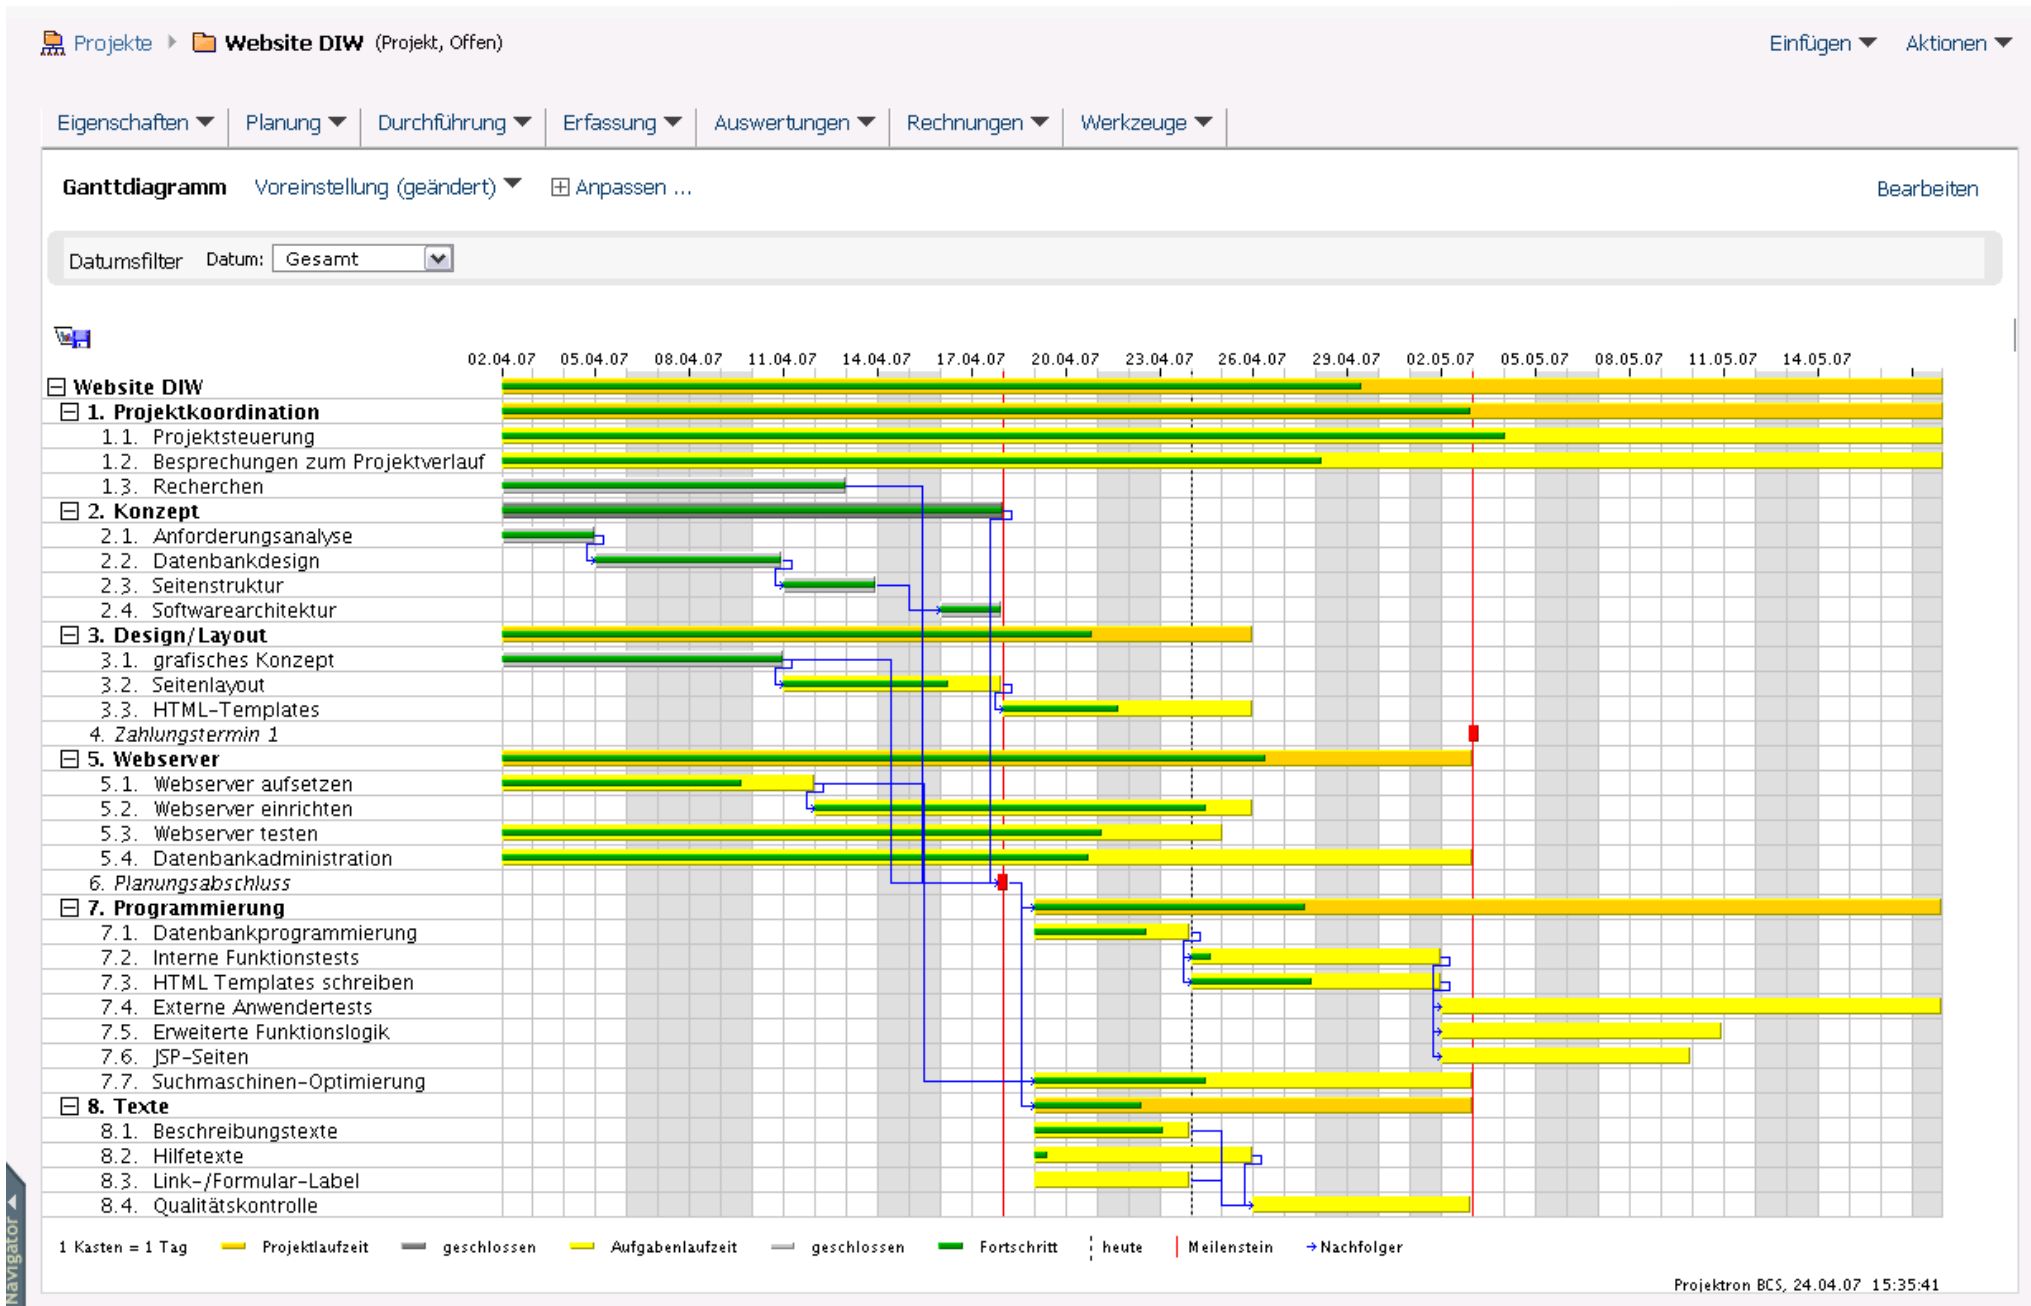 Projekte Website DIW (Projekt, Offen) Einfügen Aktionen
Eigenschaften Planung Durchführung Erfassung Auswertungen Rechnungen Werkzeuge
Ganttdiagramm Voreinstellung (geändert) Anpassen ... Bearbeiten
Datumsfilter Datum: Gesamt
02.04.07 05.04.07 08.04.07 11.04.07 14.04.07 17.04.07 20.04.07 23.04.07 26.04.07 29.04.07 02.05.07 05.05.07 08.05.07 11.05.07 14.05.07
Website DIW
1. Projektkoordination
1.1. Projektsteuerung
1.2. Besprechungen zum Projektverlauf
1.3. Recherchen
2. Konzept
2.1. Anforderungsanalyse
2.2. Datenbankdesign
2.3. Seitenstruktur
2.4. Softwarearchitektur
3. Design/Layout
3.1. grafisches Konzept
3.2. Seitenlayout
3.3. HTML-Templates
4. Zahlungstermin 1
5. Webserver
5.1. Webserver aufsetzen
5.2. Webserver einrichten
5.3. Webserver testen
5.4. Datenbankadministration
6. Planungsabschluss
7. Programmierung
7.1. Datenbankprogrammierung
7.2. Interne Funktionstests
7.3. HTML Templates schreiben
7.4. Externe Anwendertests
7.5. Erweiterte Funktionslogik
7.6. JSP-Seiten
7.7. Suchmaschinen-Optimierung
8. Texte
8.1. Beschreibungstexte
8.2. Hilfetexte
8.3. Link-/Formular-Label
8.4. Qualitätskontrolle
Navigator
1 Kasten = 1 Tag Projektlaufzeit geschlossen Aufgabenlaufzeit geschlossen Fortschritt heute Meilenstein Nachfolger
Projektron BCS, 24.04.07 15:35:41